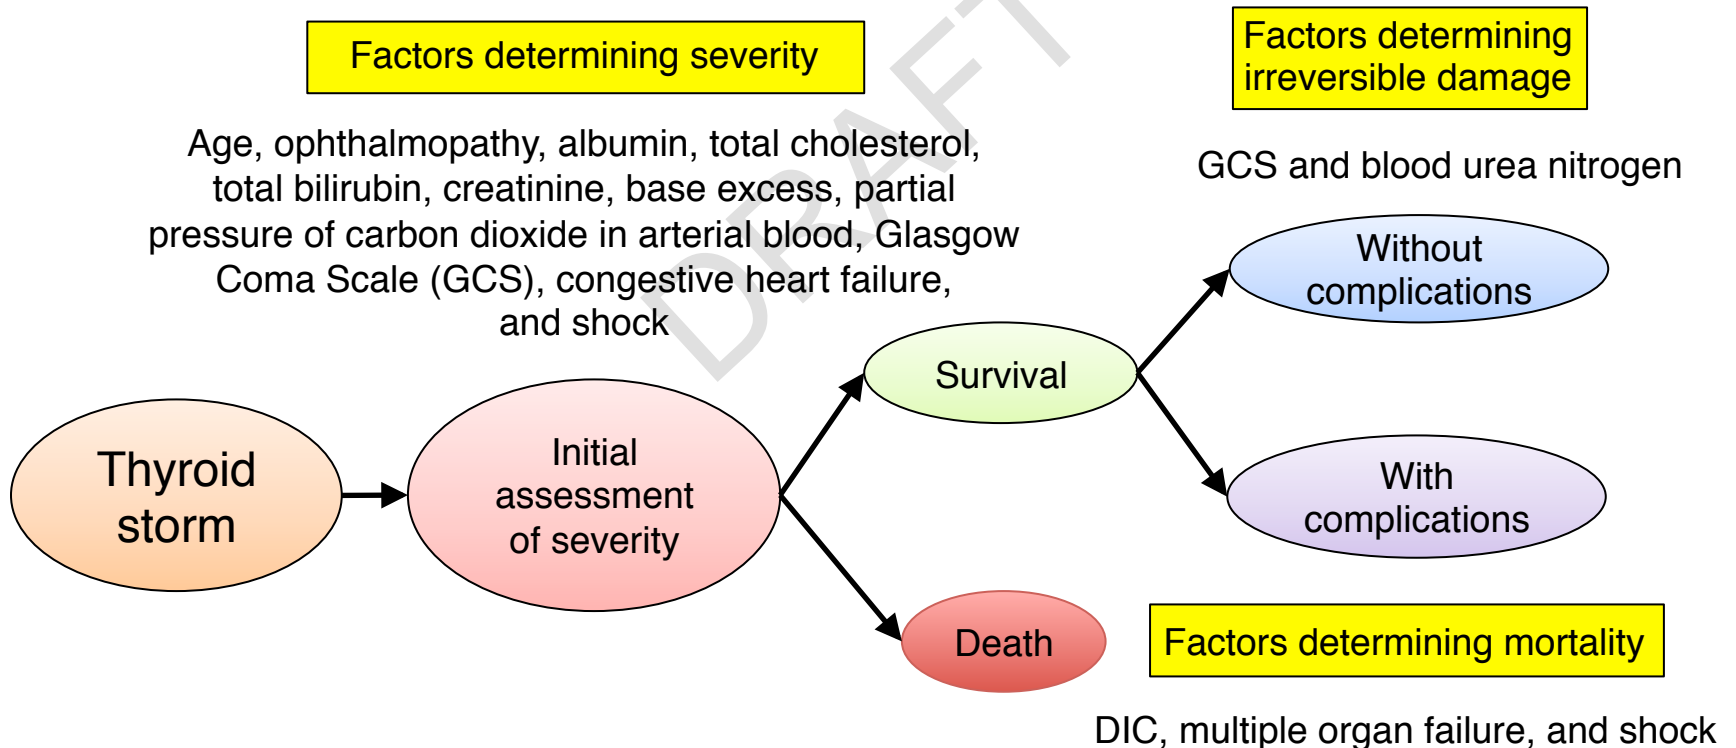 Factors determining severity
Age, ophthalmopathy, albumin, total cholesterol,
total bilirubin, creatinine, base excess, partial
pressure of carbon dioxide in arterial blood, Glasgow
Coma Scale (GCS), congestive heart failure,
and shock
Factors determining
irreversible damage
GCS and blood urea nitrogen
Without
complications
Survival
Thyroid
storm
Initial
assessment
of severity
With
complications
Death
Factors determining mortality
DIC, multiple organ failure, and shock
DRAFT